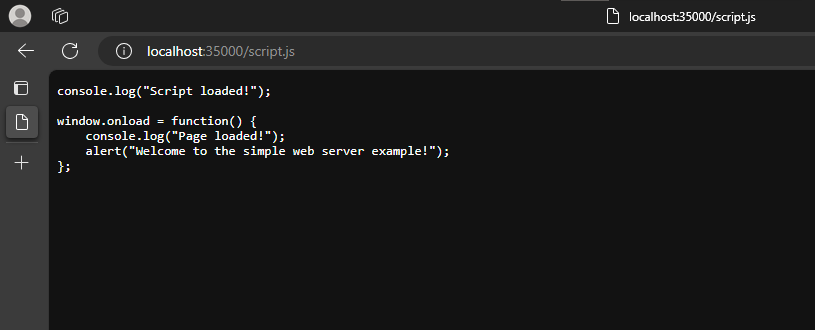 localhost:35000/script.js
localhost:35000/script.js
console.log("Script loaded!");

window.onload = function() {
    console.log("Page loaded!");
    alert("Welcome to the simple web server example!");
};